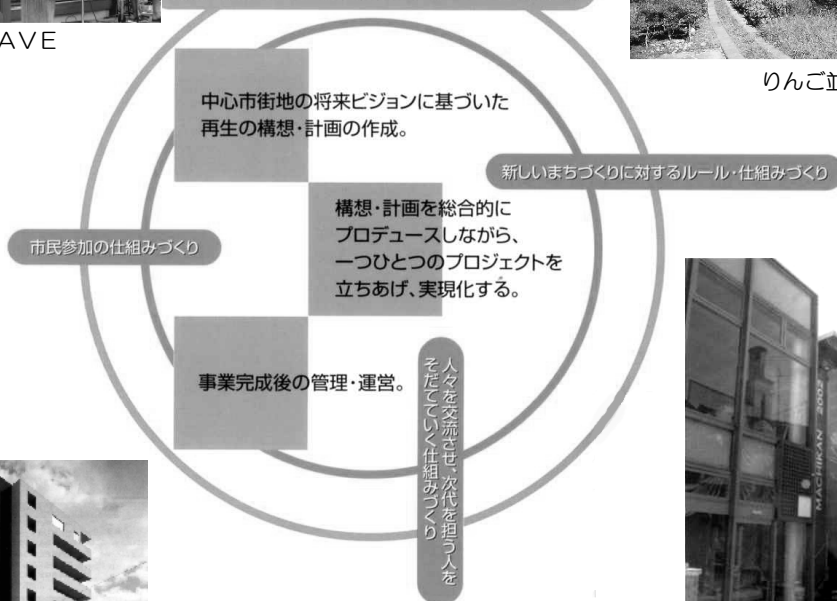 AVE
りんご並
中心市街地の将来ビジョンに基づいた
再生の構想・計画の作成。
新しいまちづくりに対するルール・仕組みづくり
構想・計画を総合的に
プロデュースしながら、
一つひとつのプロジェクトを
立ちあげ、実現化する。
市民参加の仕組みづくり
事業完成後の管理・運営。
人々を交流させ、次代を担う人を
そだてていく仕組みづくり
MACHIKAN 2002